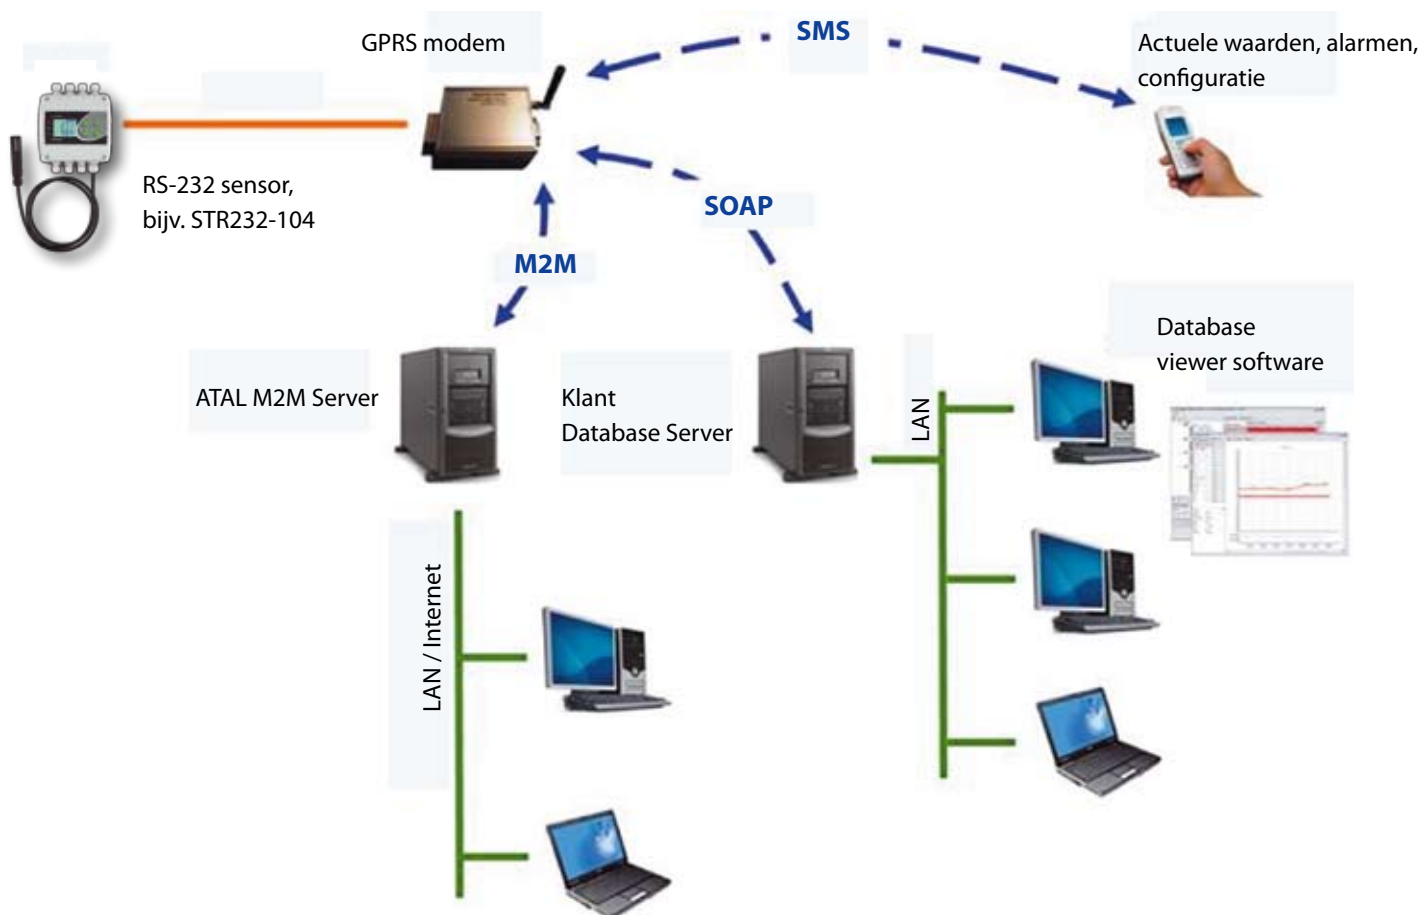 GPRS modem
SMS
Actuele waarden, alarmen,
configuratie
RS-232 sensor,
bijv. STR232-104
SOAP
M2M
ATAL M2M Server
Klant
Database Server
LAN
Database
viewer software
LAN / Internet